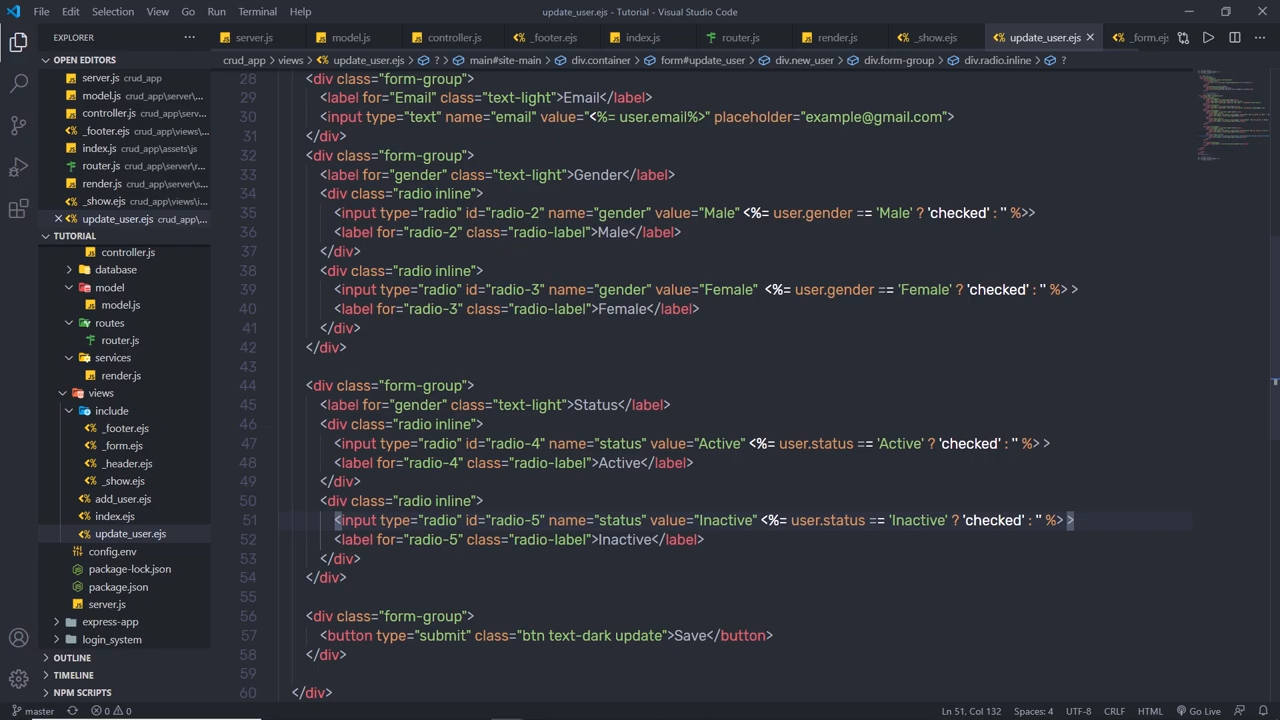 File Edit Selection View Go Run Terminal Help
update_user.ejs - Tutorial - Visual Studio Code
EXPLORER
server.js model.js controller.js _footer.ejs index.js router.js render.js _show.ejs update_user.ejs _form.ejs
OPEN EDITORS
crud_app > views > update_user.ejs > ? > main#site-main > div.container > form#update_user > div.new_user > div.form-group > div.radio.inline > ?
server.js crud_app
model.js crud_app\server\...
controller.js crud_app\serv...
_footer.ejs crud_app\views\...
index.js crud_app\assets\js
router.js crud_app\server\r...
render.js crud_app\server\s...
_show.ejs crud_app\views\i...
update_user.ejs crud_app\...
TUTORIAL
controller.js
database
model
model.js
routes
router.js
services
render.js
views
include
_footer.ejs
_form.ejs
_header.ejs
_show.ejs
add_user.ejs
index.ejs
update_user.ejs
config.env
package-lock.json
package.json
server.js
express-app
login_system
OUTLINE
TIMELINE
NPM SCRIPTS
28 <div class="form-group">
29 <label for="Email" class="text-light">Email</label>
30 <input type="text" name="email" value="<%= user.email%>" placeholder="example@gmail.com">
31 </div>
32 <div class="form-group">
33 <label for="gender" class="text-light">Gender</label>
34 <div class="radio inline">
35 <input type="radio" id="radio-2" name="gender" value="Male" <%= user.gender == 'Male' ? 'checked' : '' %>>
36 <label for="radio-2" class="radio-label">Male</label>
37 </div>
38 <div class="radio inline">
39 <input type="radio" id="radio-3" name="gender" value="Female" <%= user.gender == 'Female' ? 'checked' : '' %> >
40 <label for="radio-3" class="radio-label">Female</label>
41 </div>
42 </div>
43
44 <div class="form-group">
45 <label for="gender" class="text-light">Status</label>
46 <div class="radio inline">
47 <input type="radio" id="radio-4" name="status" value="Active" <%= user.status == 'Active' ? 'checked' : '' %> >
48 <label for="radio-4" class="radio-label">Active</label>
49 </div>
50 <div class="radio inline">
51 <input type="radio" id="radio-5" name="status" value="Inactive" <%= user.status == 'Inactive' ? 'checked' : '' %> >
52 <label for="radio-5" class="radio-label">Inactive</label>
53 </div>
54 </div>
55
56 <div class="form-group">
57 <button type="submit" class="btn text-dark update">Save</button>
58 </div>
59
60 </div>
master 0 0 Ln 51, Col 132 Spaces: 4 UTF-8 CRLF HTML Go Live